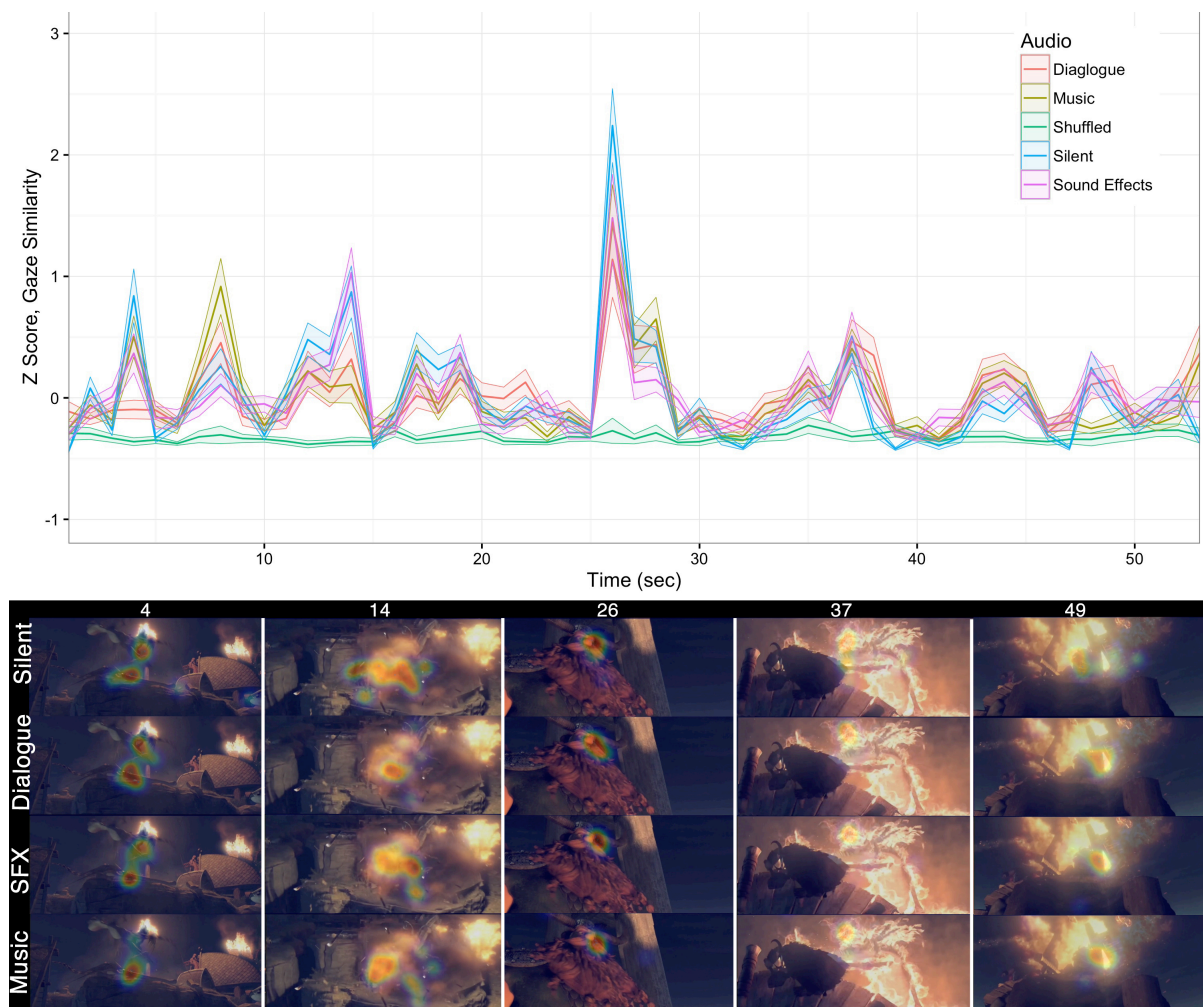 3
2
1
0
-1
Z Score, Gaze Similarity
Audio
Diaglogue
Music
Shuffled
Silent
Sound Effects
10 20 30 40 50
Time (sec)
4 14 26 37 49
Silent
Dialogue
SFX
Music